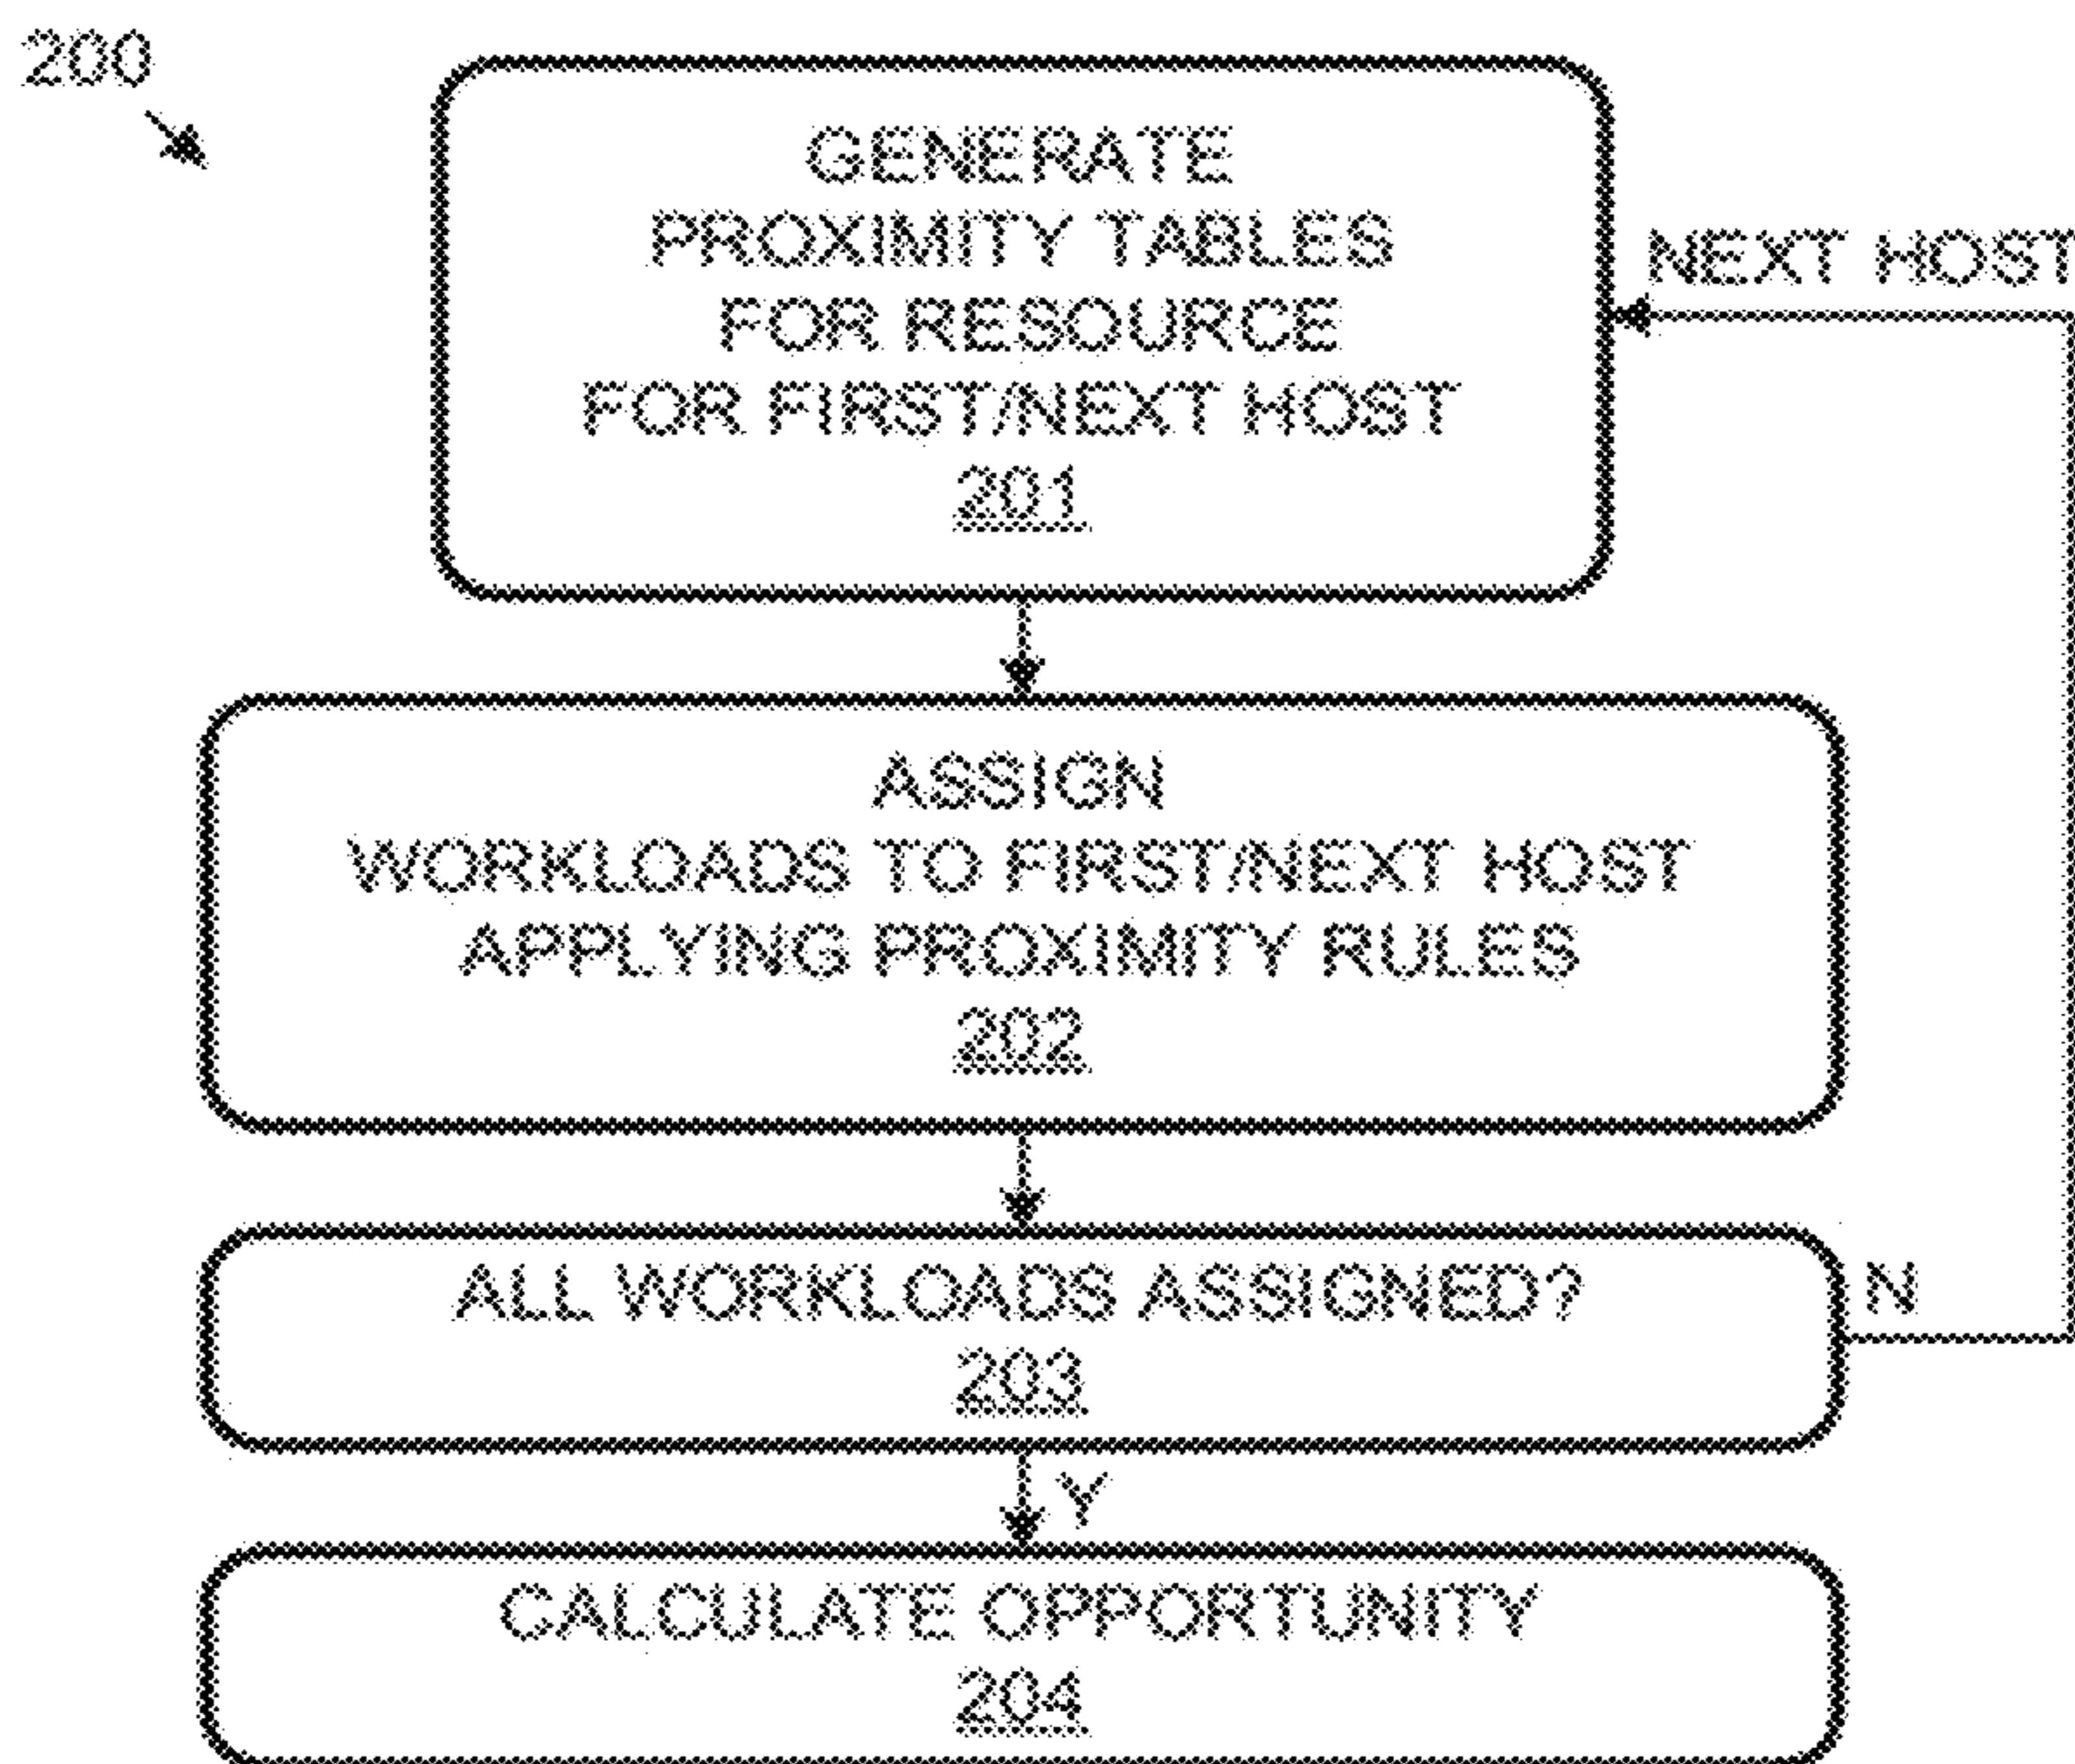 200
GENERATE
PROXIMITY TABLES
FOR RESOURCE
FOR FIRST/NEXT HOST
201
NEXT HOST
ASSIGN
WORKLOADS TO FIRST/NEXT HOST
APPLYING PROXIMITY RULES
202
ALL WORKLOADS ASSIGNED?
203
N
Y
CALCULATE OPPORTUNITY
204